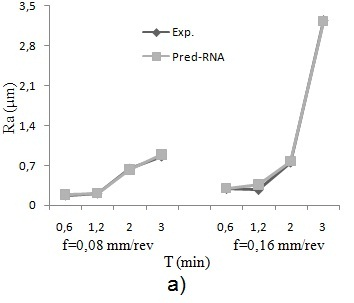 3,5
2,8
2,1
1,4
0,7
0
Ra (µm)
Exp.
Pred-RNA
0,6 1,2 2 3 0,6 1,2 2 3
f=0,08 mm/rev f=0,16 mm/rev
T (min)
a)